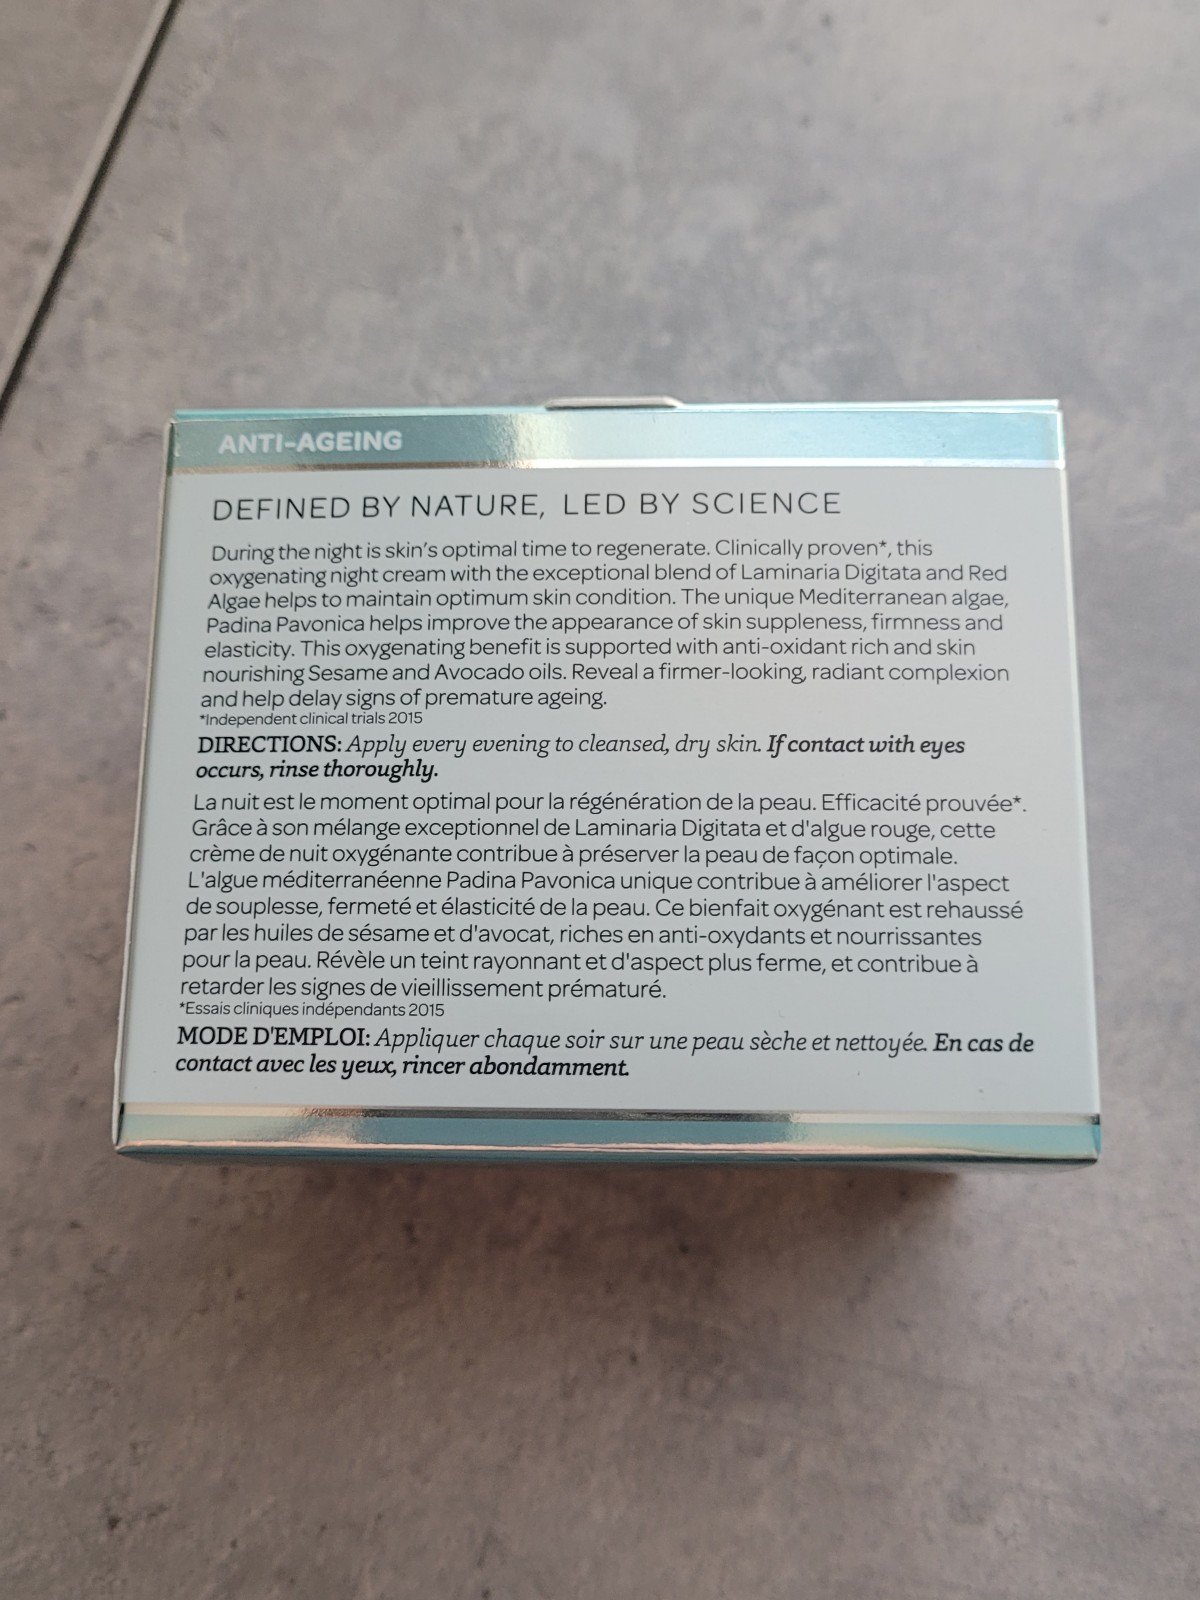 ANTI-AGEING
DEFINED BY NATURE, LED BY SCIENCE
During the night is skin's optimal time to regenerate. Clinically proven*, this
oxygenating night cream with the exceptional blend of Laminaria Digitata and Red
Algae helps to maintain optimum skin condition. The unique Mediterranean algae,
Padina Pavonica helps improve the appearance of skin suppleness, firmness and
elasticity. This oxygenating benefit is supported with anti-oxidant rich and skin
nourishing Sesame and Avocado oils. Reveal a firmer-looking, radiant complexion
and help delay signs of premature ageing.
*Independent clinical trials 2015
DIRECTIONS: Apply every evening to cleansed, dry skin. If contact with eyes
occurs, rinse thoroughly.
La nuit est le moment optimal pour la régénération de la peau. Efficacité prouvée*.
Grâce à son mélange exceptionnel de Laminaria Digitata et d'algue rouge, cette
crème de nuit oxygénante contribue à préserver la peau de façon optimale.
L'algue méditerranéenne Padina Pavonica unique contribue à améliorer l'aspect
de souplesse, fermeté et élasticité de la peau. Ce bienfait oxygénant est rehaussé
par les huiles de sésame et d'avocat, riches en anti-oxydants et nourrissantes
pour la peau. Révèle un teint rayonnant et d'aspect plus ferme, et contribue à
retarder les signes de vieillissement prématuré.
*Essais cliniques indépendants 2015
MODE D'EMPLOI: Appliquer chaque soir sur une peau sèche et nettoyée. En cas de
contact avec les yeux, rincer abondamment.